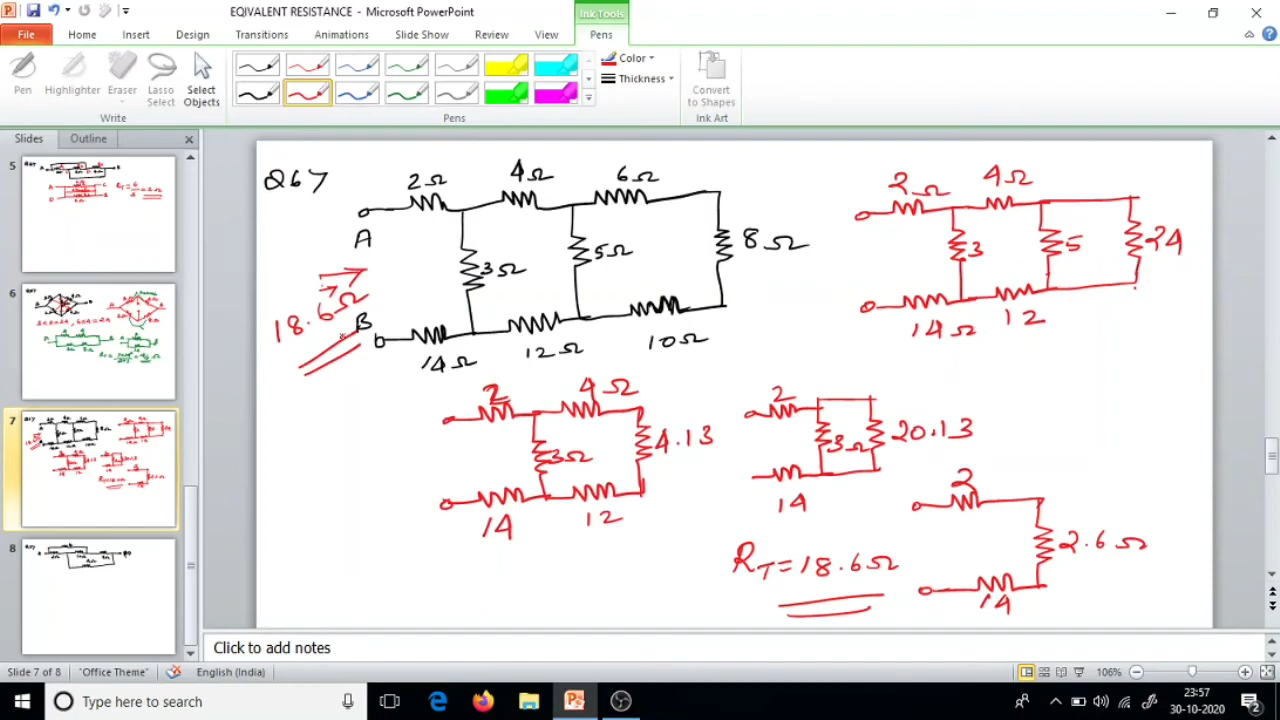 EQIVALENT RESISTANCE - Microsoft PowerPoint
Ink Tools
File Home Insert Design Transitions Animations Slide Show Review View Pens
Pen Highlighter Eraser Lasso Select Select Objects
Write
Pens
Color
Thickness
Convert to Shapes
Ink Art
Slides Outline
5
6
7
8
Q67
2Ω 4Ω 6Ω
A 3Ω 5Ω 8Ω
B 14Ω 12Ω 10Ω
18.6Ω
2Ω 4Ω
3 5 24
14Ω 12
2 4Ω
3Ω 4.13
14 12
2
3Ω 20.13
14
2
2.6Ω
14
RT=18.6Ω
Click to add notes
Slide 7 of 8 "Office Theme" English (India) 106%
Type here to search
23:57
30-10-2020
2